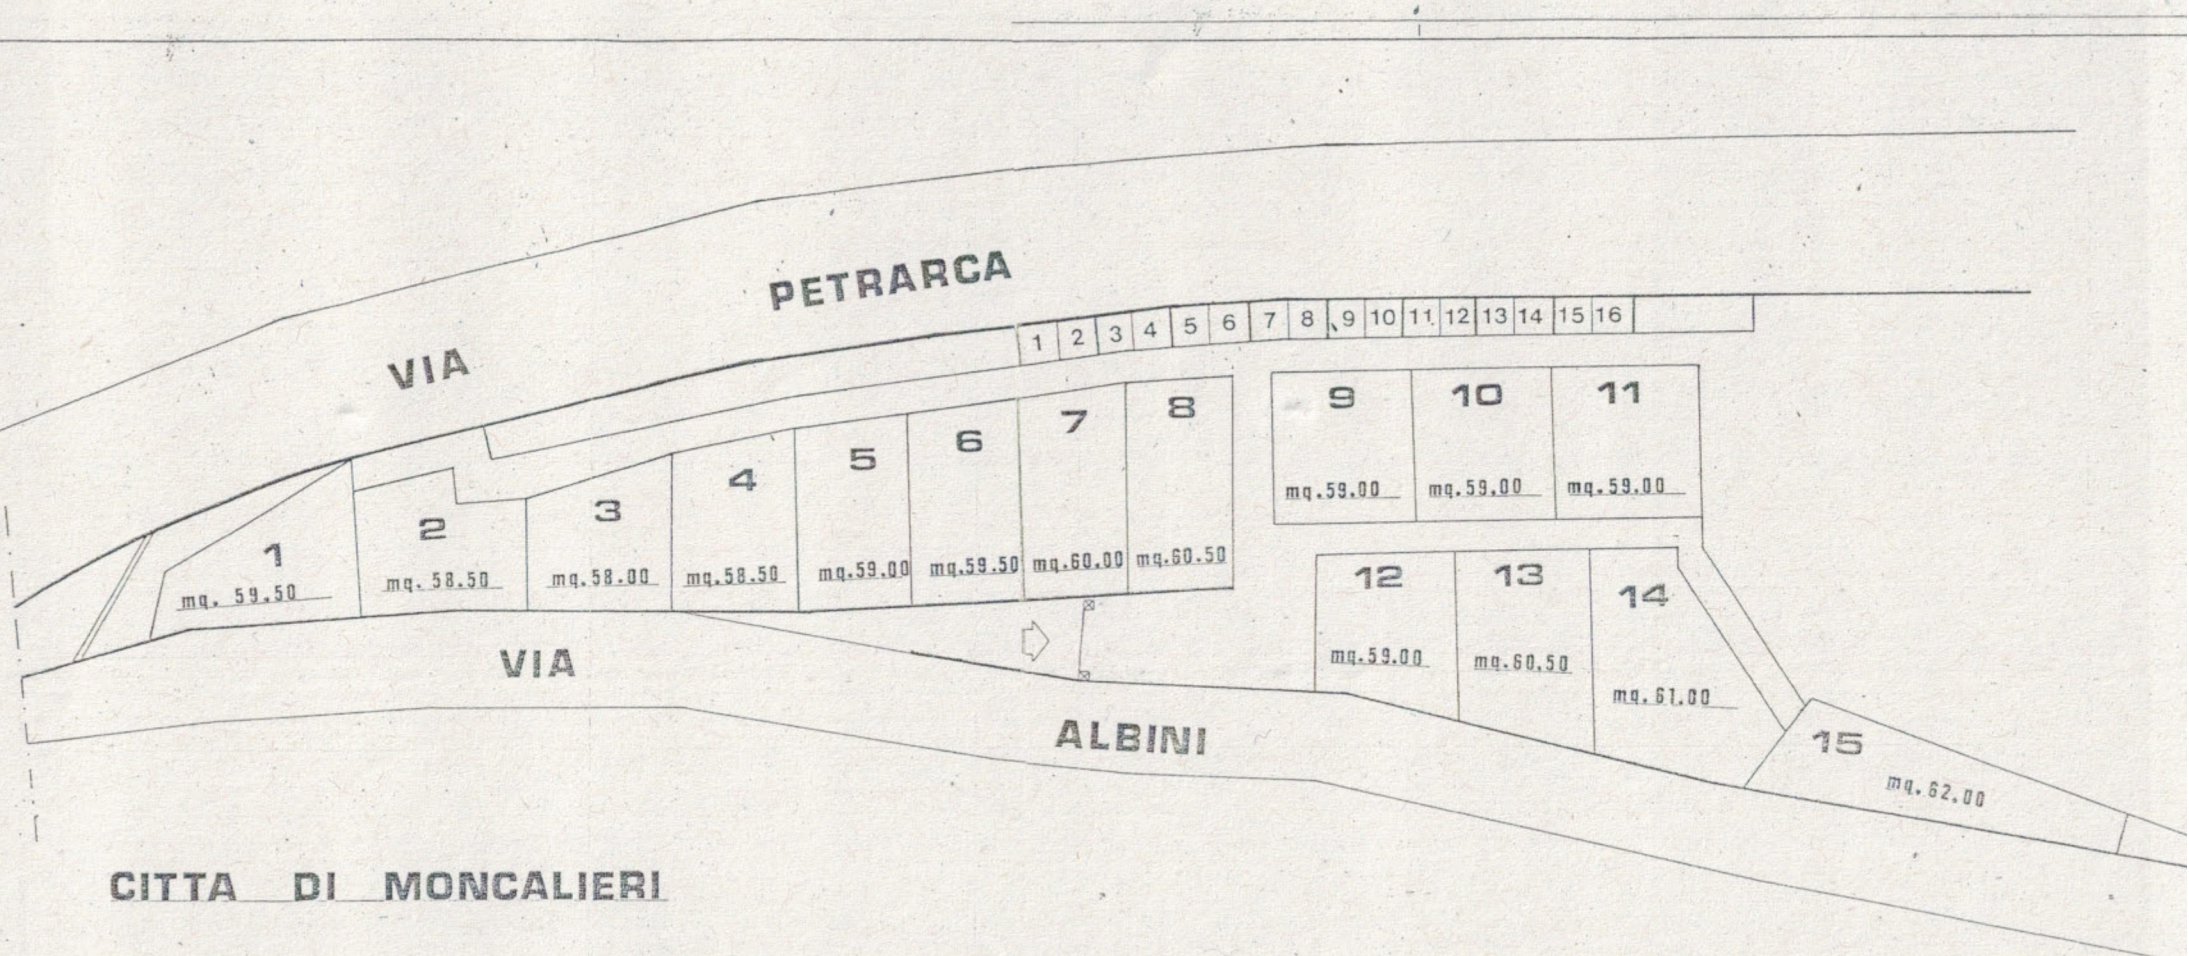 PETRARCA
VIA
1 2 3 4 5 6 7 8 9 10 11 12 13 14 15 16
1
mq. 59.50
2
mq. 58.50
3
mq.58.00
4
mq.58.50
5
mq.59.00
6
mq.59.50
7
mq.60.00
8
mq.60.50
9
mq.59.00
10
mq.59.00
11
mq.59.00
12
mq.59.00
13
mq.60.50
14
mq.61.00
15
mq.62.00
VIA
ALBINI
CITTA DI MONCALIERI